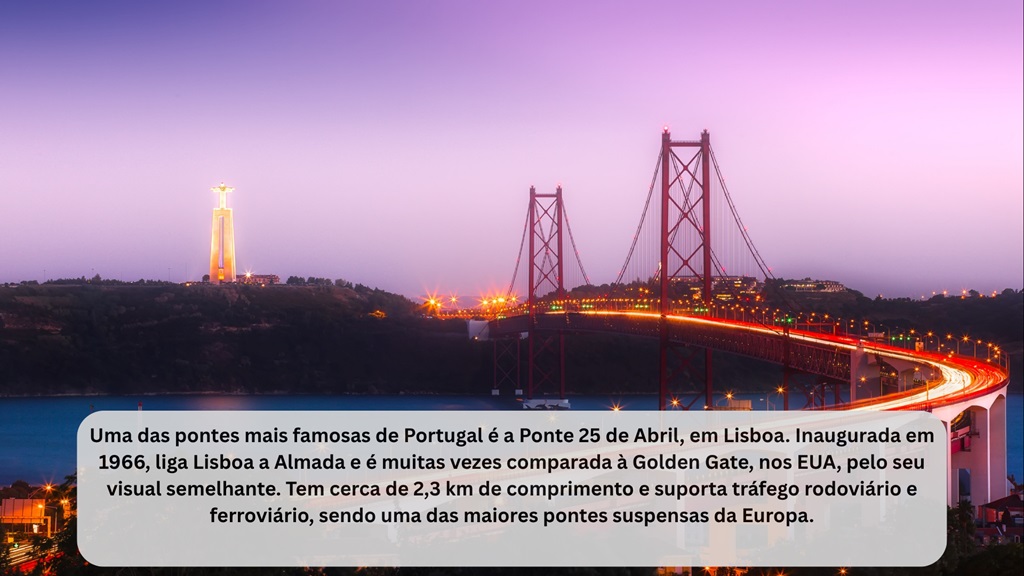 Uma das pontes mais famosas de Portugal é a Ponte 25 de Abril, em Lisboa. Inaugurada em
1966, liga Lisboa a Almada e é muitas vezes comparada à Golden Gate, nos EUA, pelo seu
visual semelhante. Tem cerca de 2,3 km de comprimento e suporta tráfego rodoviário e
ferroviário, sendo uma das maiores pontes suspensas da Europa.